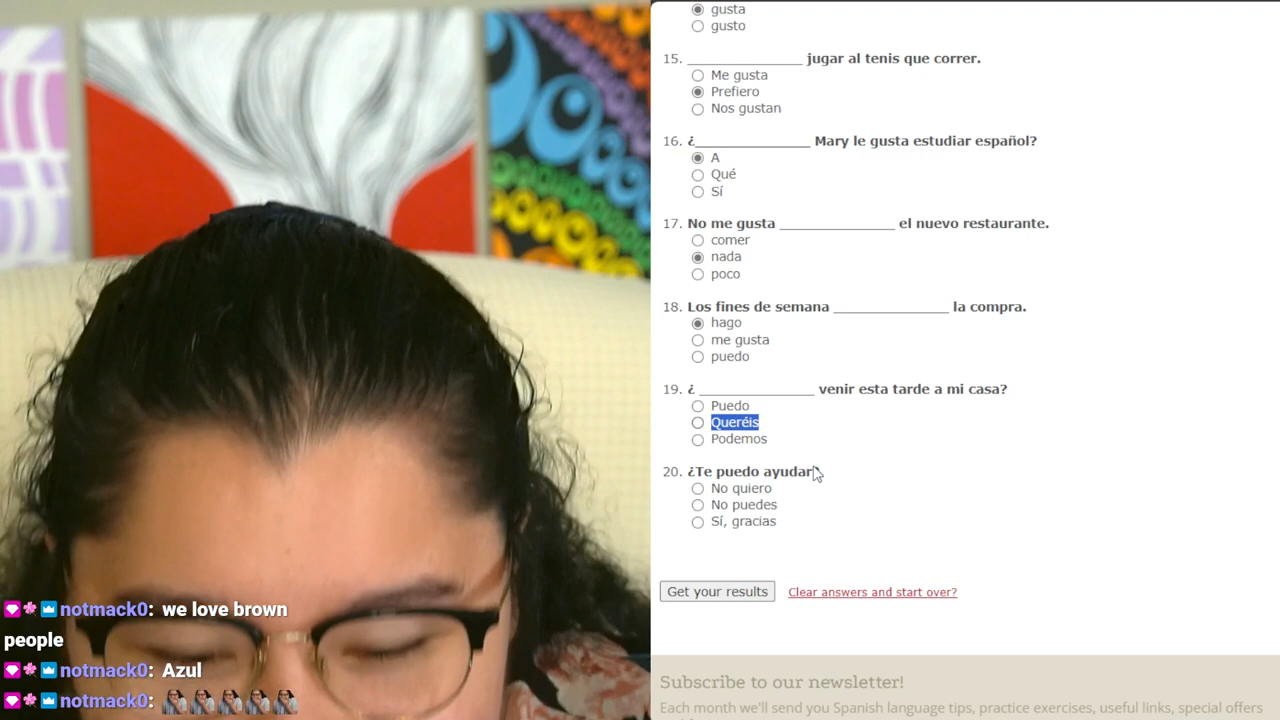 gusta
gusto
15. ________________ jugar al tenis que correr.
Me gusta
Prefiero
Nos gustan
16. ¿________________ Mary le gusta estudiar español?
A
Qué
Sí
17. No me gusta ________________ el nuevo restaurante.
comer
nada
poco
18. Los fines de semana ________________ la compra.
hago
me gusta
puedo
19. ¿ ________________ venir esta tarde a mi casa?
Puedo
Queréis
Podemos
20. ¿Te puedo ayudar?
No quiero
No puedes
Sí, gracias
Get your results Clear answers and start over?
Subscribe to our newsletter!
Each month we'll send you Spanish language tips, practice exercises, useful links, special offers
notmack0: we love brown
people
notmack0: Azul
notmack0: